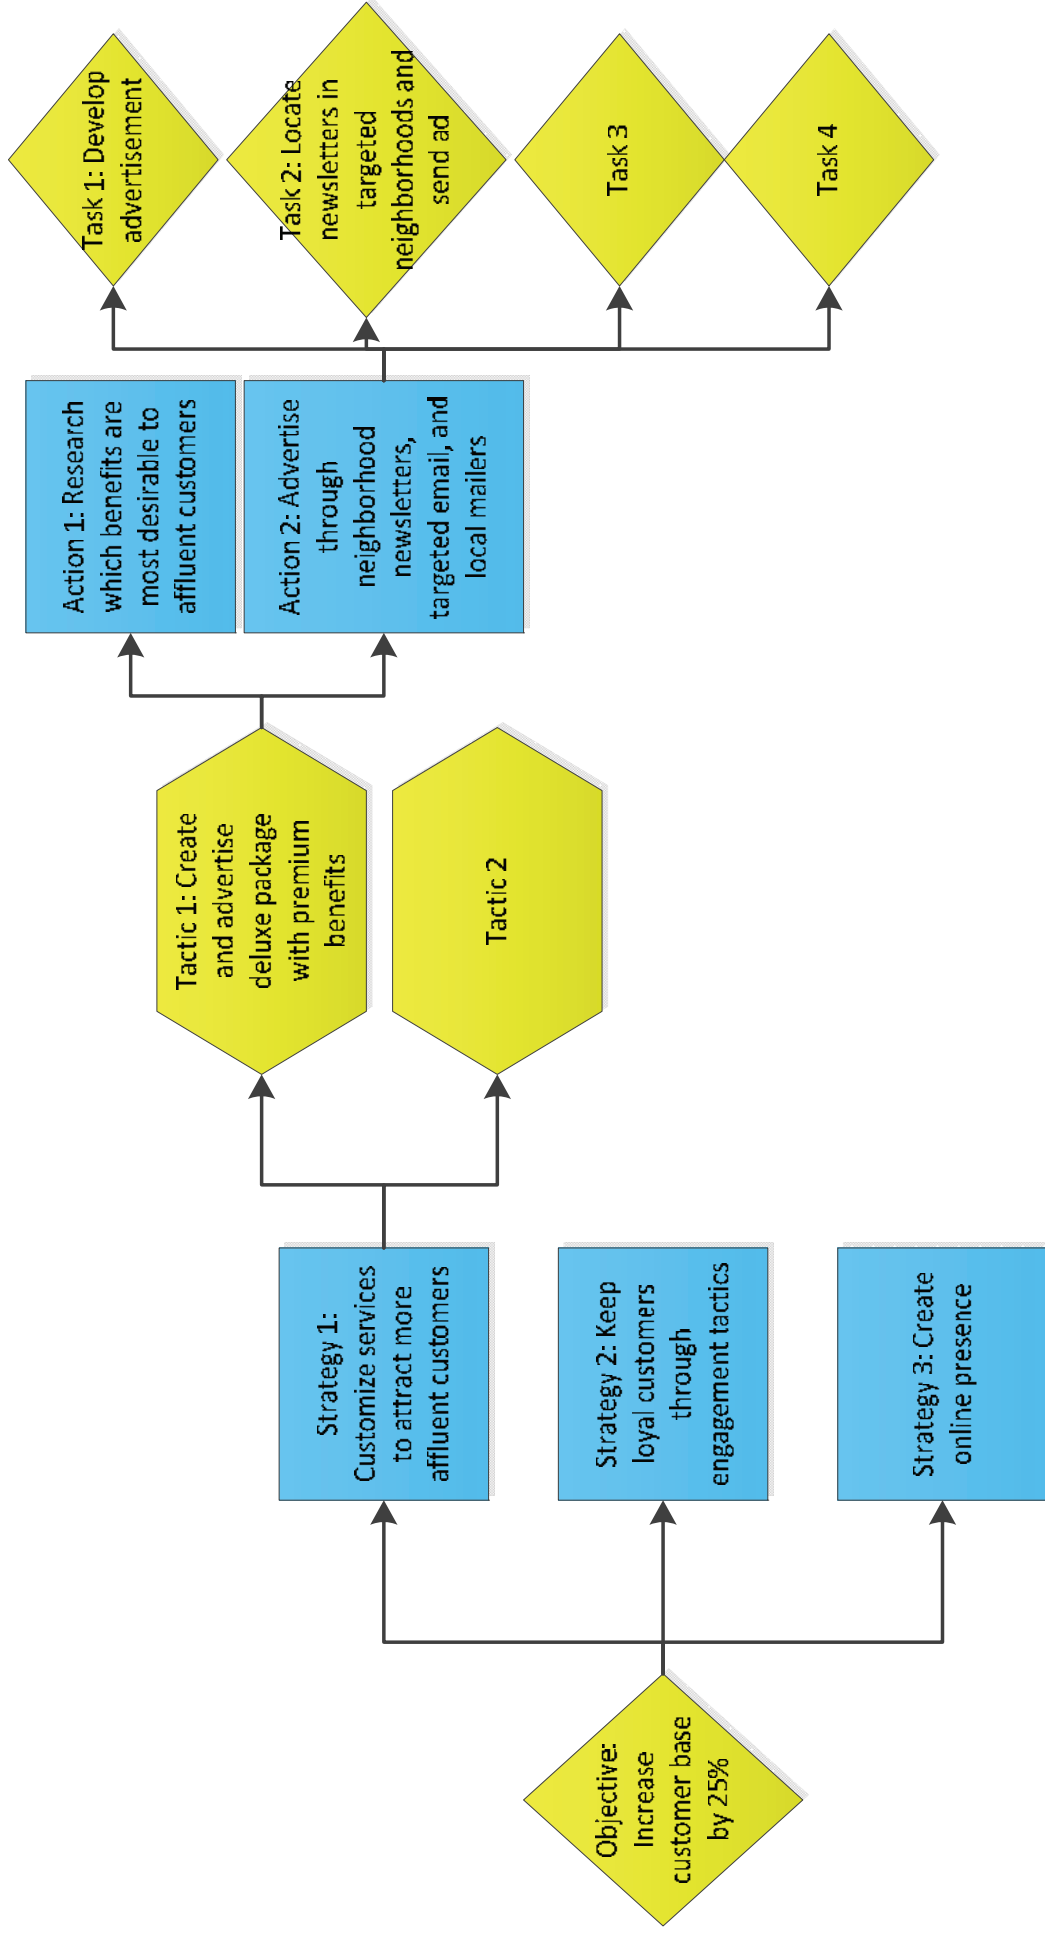 Objective:
Increase
customer base
by 25%
Strategy 1:
Customize services
to attract more
affluent customers
Strategy 2: Keep
loyal customers
through
engagement tactics
Strategy 3: Create
online presence
Tactic 1: Create
and advertise
deluxe package
with premium
benefits
Tactic 2
Action 1: Research
which benefits are
most desirable to
affluent customers
Action 2: Advertise
through
neighborhood
newsletters,
targeted email, and
local mailers
Task 1: Develop
advertisement
Task 2: Locate
newsletters in
targeted
neighborhoods and
send ad
Task 3
Task 4